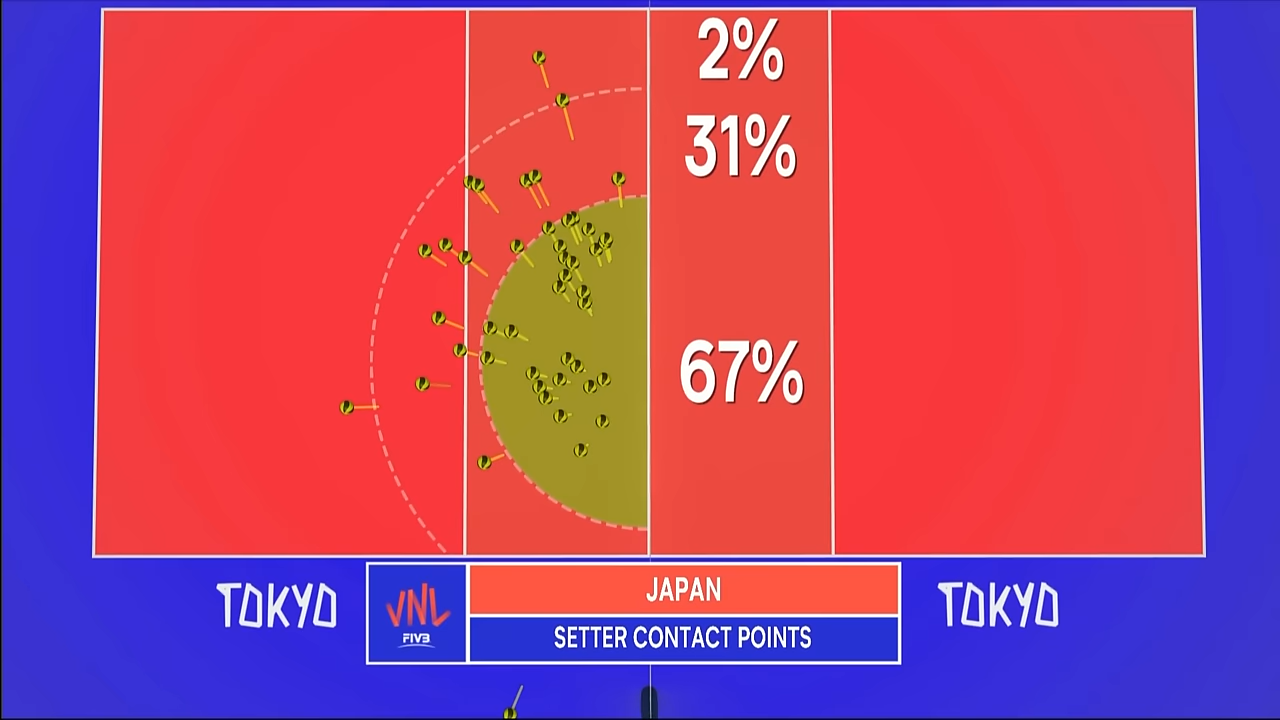 2%
31%
67%
TOKYO
TOKYO
VNL
FIVB
JAPAN
SETTER CONTACT POINTS